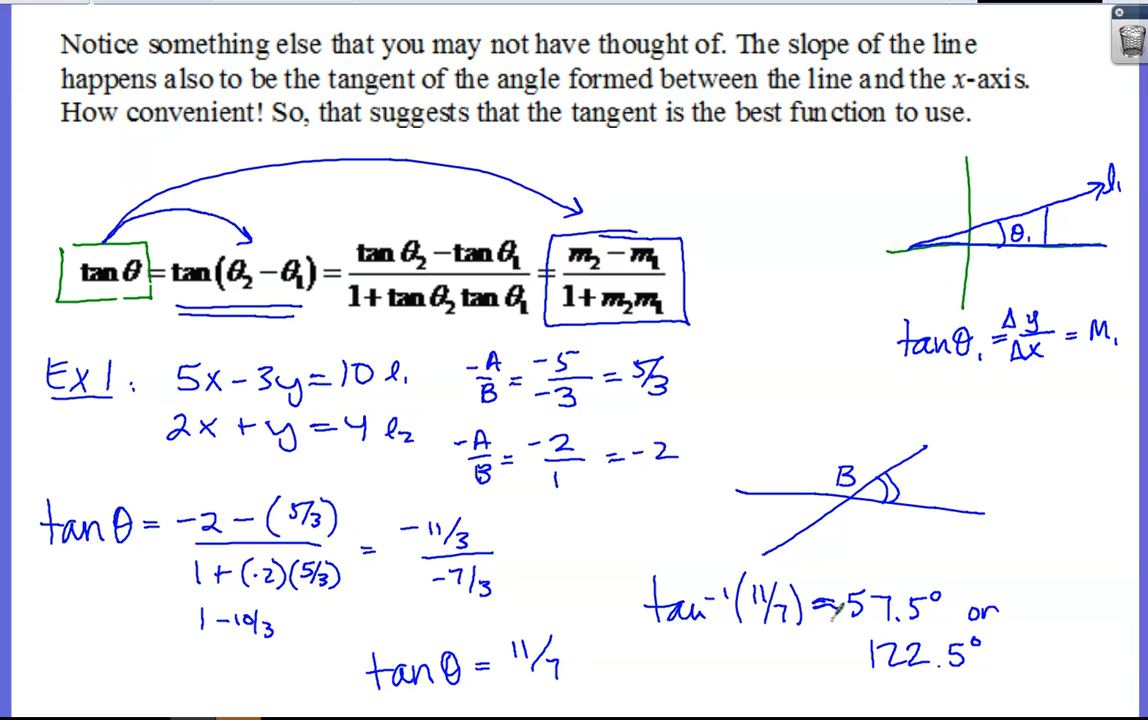 Notice something else that you may not have thought of. The slope of the line
happens also to be the tangent of the angle formed between the line and the x-axis.
How convenient! So, that suggests that the tangent is the best function to use.
l₁
θ₁
tan θ = tan(θ₂ − θ₁) = (tan θ₂ − tan θ₁)/(1 + tan θ₂ tan θ₁) = (m₂ − m₁)/(1 + m₂m₁)
tan θ₁ = Δy/Δx = M₁
Ex 1: 5x − 3y = 10 l₁ -A/B = -5/-3 = 5/3
2x + y = 4 l₂ -A/B = -2/1 = -2
B
tan θ = (-2 − (5/3))/(1 + (-2)(5/3)) = (-11/3)/(-7/3)
1 − 10/3
tan⁻¹(11/7) ≈ 57.5° or
122.5°
tan θ = 11/7